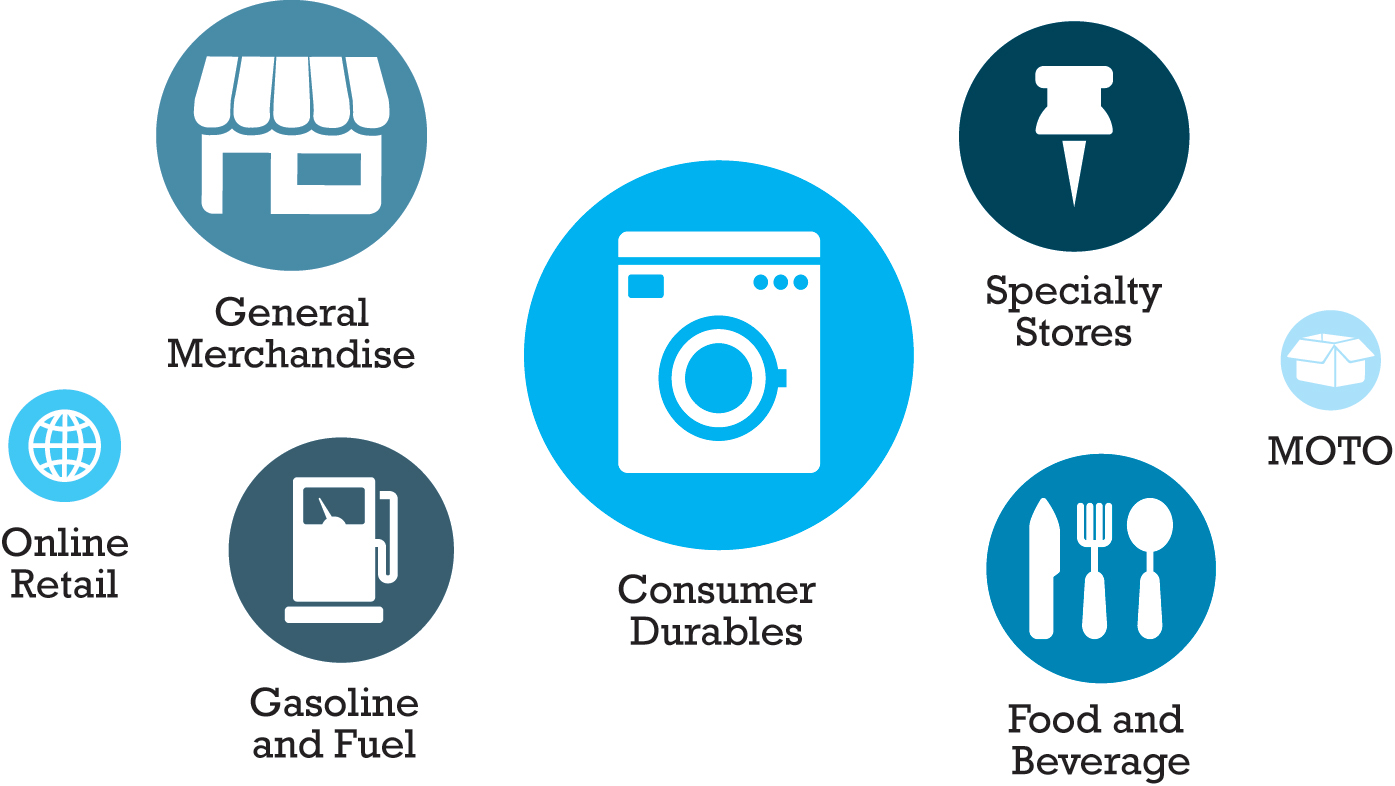 General
Merchandise
Specialty
Stores
MOTO
Online
Retail
Consumer
Durables
Gasoline
and Fuel
Food and
Beverage